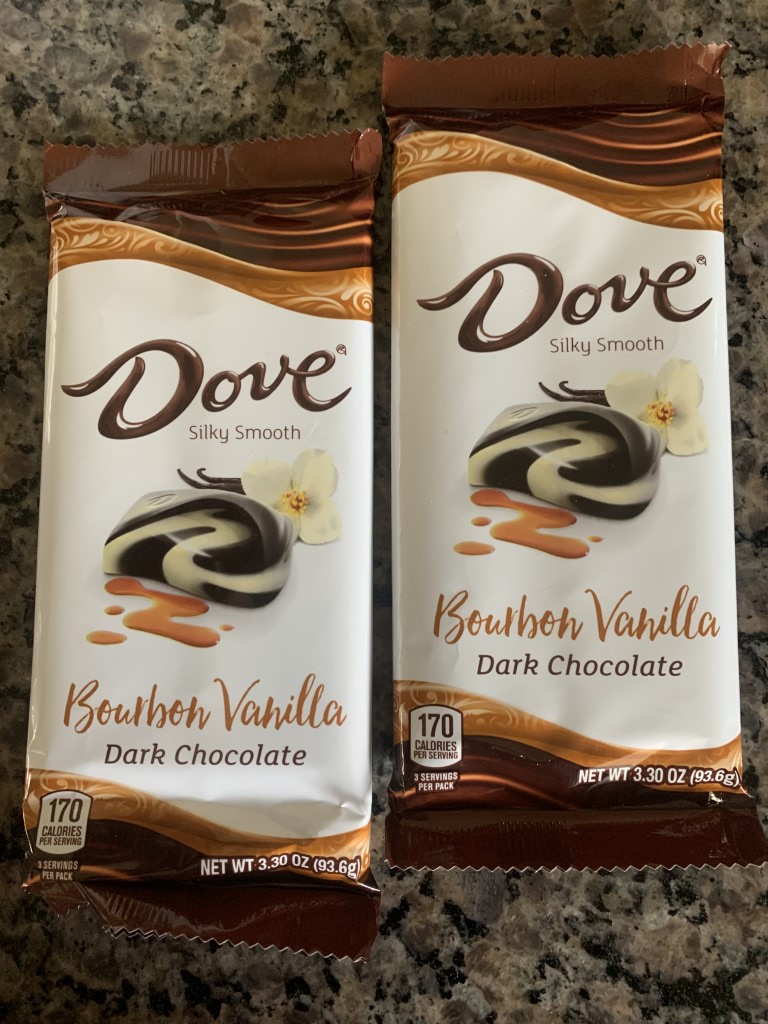 Dove®
Silky Smooth
Bourbon Vanilla
Dark Chocolate
170
CALORIES
PER SERVING
3 SERVINGS
PER PACK
NET WT 3.30 OZ (93.6g)
Dove®
Silky Smooth
Bourbon Vanilla
Dark Chocolate
170
CALORIES
PER SERVING
3 SERVINGS
PER PACK
NET WT 3.30 OZ (93.6g)